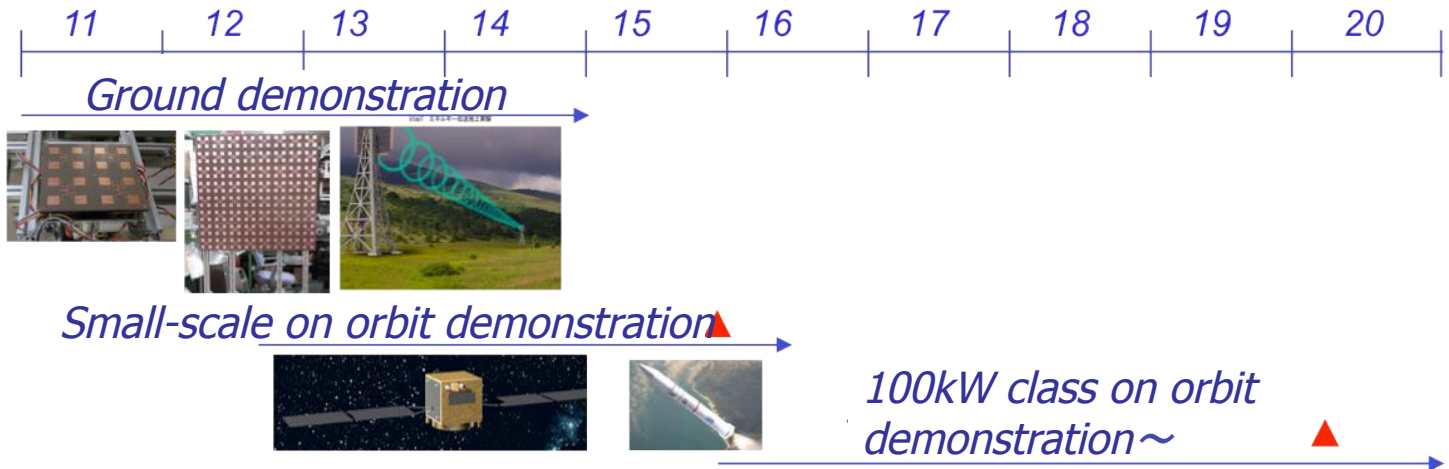 11 12 13 14 15 16 17 18 19 20
Ground demonstration
Small-scale on orbit demonstration
100kW class on orbit
demonstration～